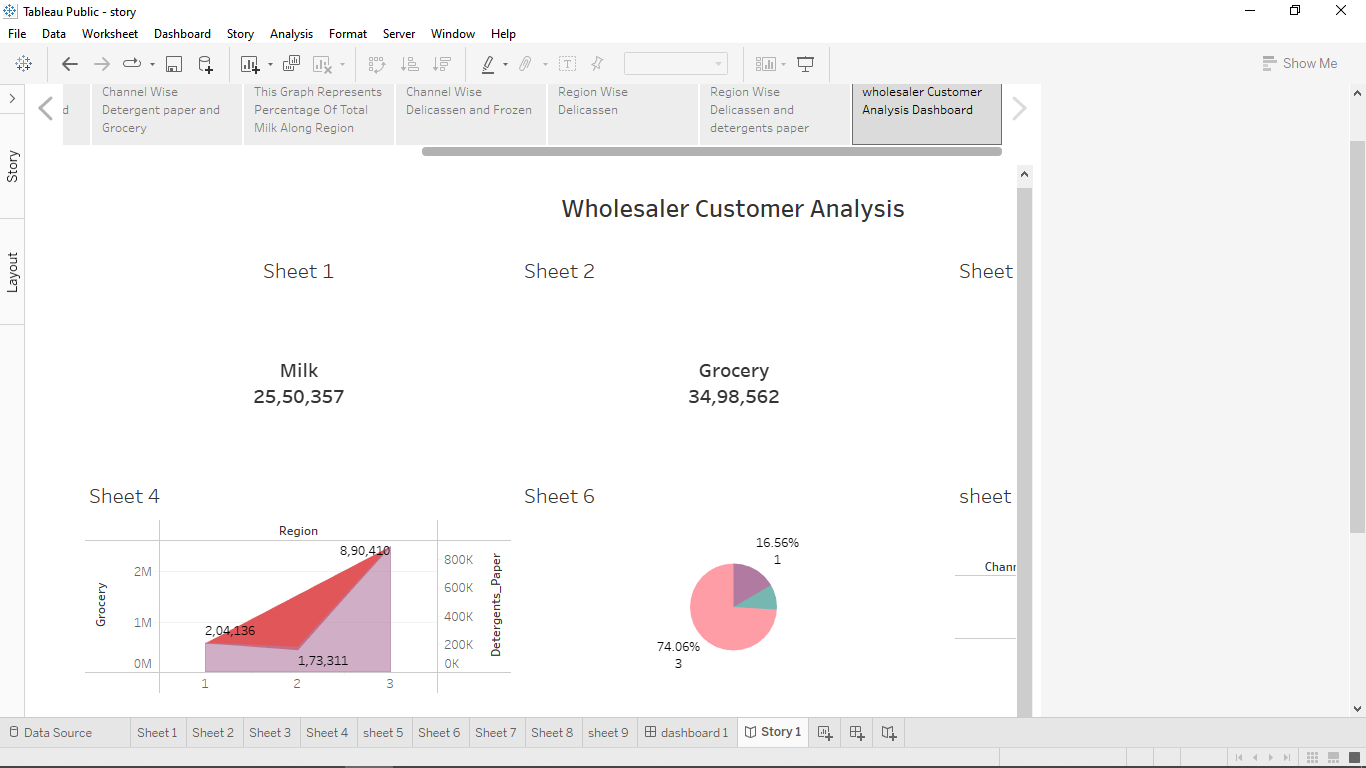 Tableau Public - story
File Data Worksheet Dashboard Story Analysis Format Server Window Help
Show Me
Story
Layout
d
Channel Wise
Detergent paper and
Grocery
This Graph Represents
Percentage Of Total
Milk Along Region
Channel Wise
Delicassen and Frozen
Region Wise
Delicassen
Region Wise
Delicassen and
detergents paper
wholesaler Customer
Analysis Dashboard
Wholesaler Customer Analysis
Sheet 1
Sheet 2
Sheet
Milk
25,50,357
Grocery
34,98,562
Sheet 4
Region
Grocery
2M
1M
0M
8,90,410
2,04,136
1,73,311
1 2 3
800K
600K
400K
200K
0K
Detergents_Paper
Sheet 6
16.56%
1
74.06%
3
sheet
Chann
Data Source Sheet 1 Sheet 2 Sheet 3 Sheet 4 sheet 5 Sheet 6 Sheet 7 Sheet 8 sheet 9 dashboard 1 Story 1